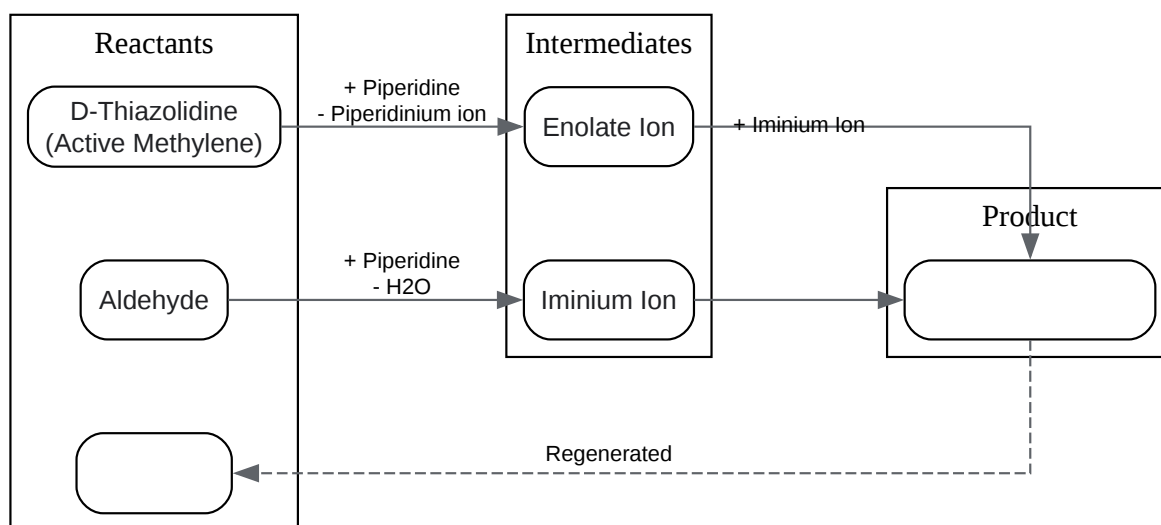 Reactants
Intermediates
D-Thiazolidine
(Active Methylene)
+ Piperidine
- Piperidinium ion
Enolate Ion
+ Iminium Ion
Product
Aldehyde
+ Piperidine
- H2O
Iminium Ion
Regenerated